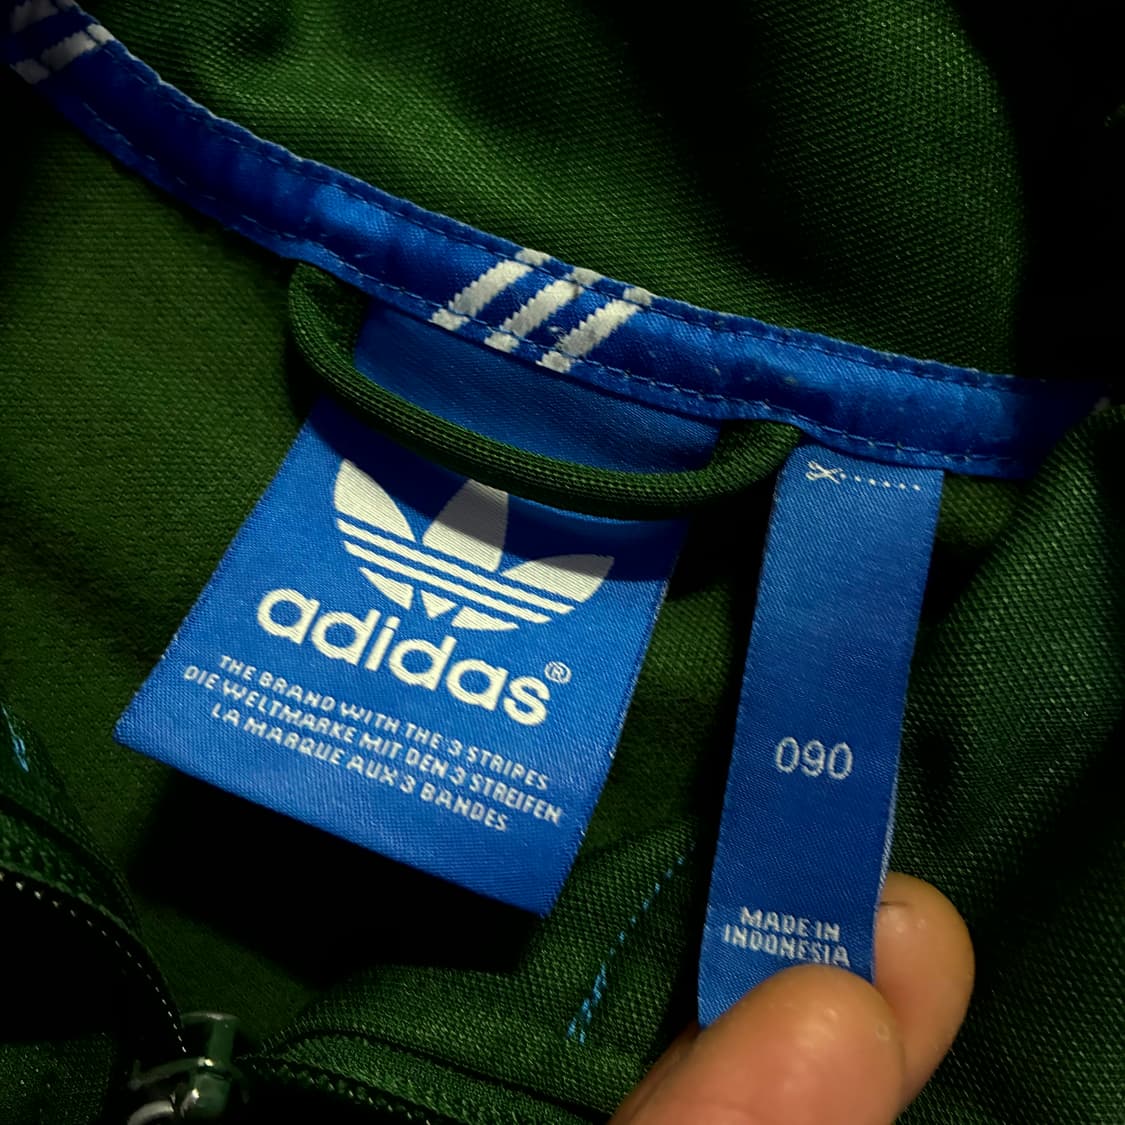 adidas®
THE BRAND WITH THE 3 STRIPES
DIE WELTMARKE MIT DEN 3 STREIFEN
LA MARQUE AUX 3 BANDES
090
MADE IN
INDONESIA